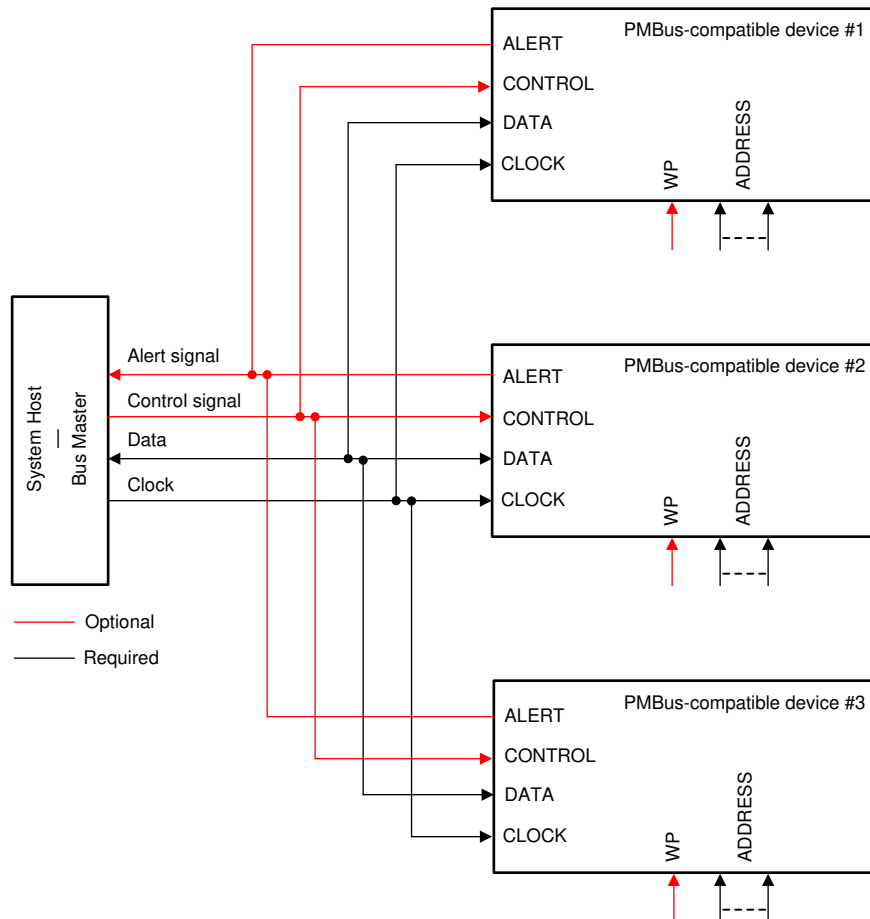 PMBus-compatible device #1
ALERT
CONTROL
DATA
CLOCK
WP
ADDRESS
System Host
—
Bus Master
Alert signal
Control signal
Data
Clock
PMBus-compatible device #2
ALERT
CONTROL
DATA
CLOCK
WP
ADDRESS
Optional
Required
PMBus-compatible device #3
ALERT
CONTROL
DATA
CLOCK
WP
ADDRESS